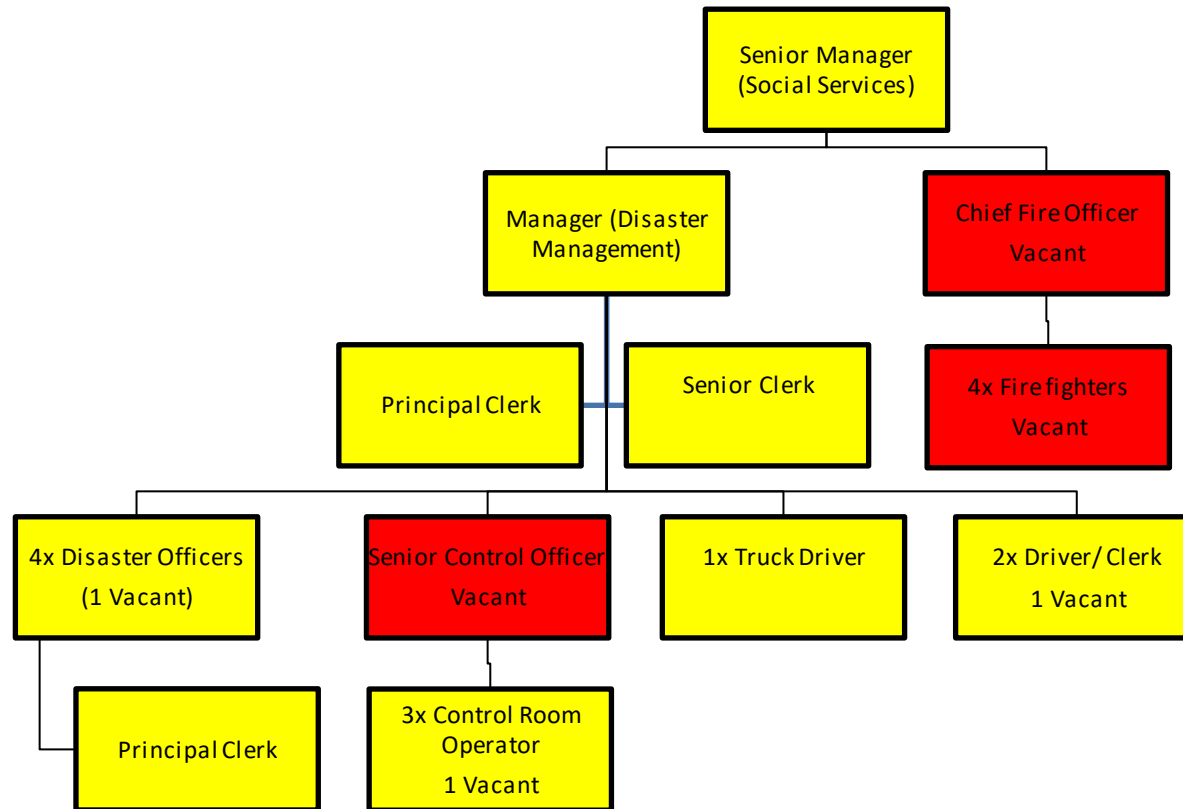 Senior Manager
(Social Services)
Manager (Disaster
Management)
Chief Fire Officer
Vacant
Principal Clerk
Senior Clerk
4x Fire fighters
Vacant
4x Disaster Officers
(1 Vacant)
Senior Control Officer
Vacant
1x Truck Driver
2x Driver/ Clerk
1 Vacant
Principal Clerk
3x Control Room
Operator
1 Vacant